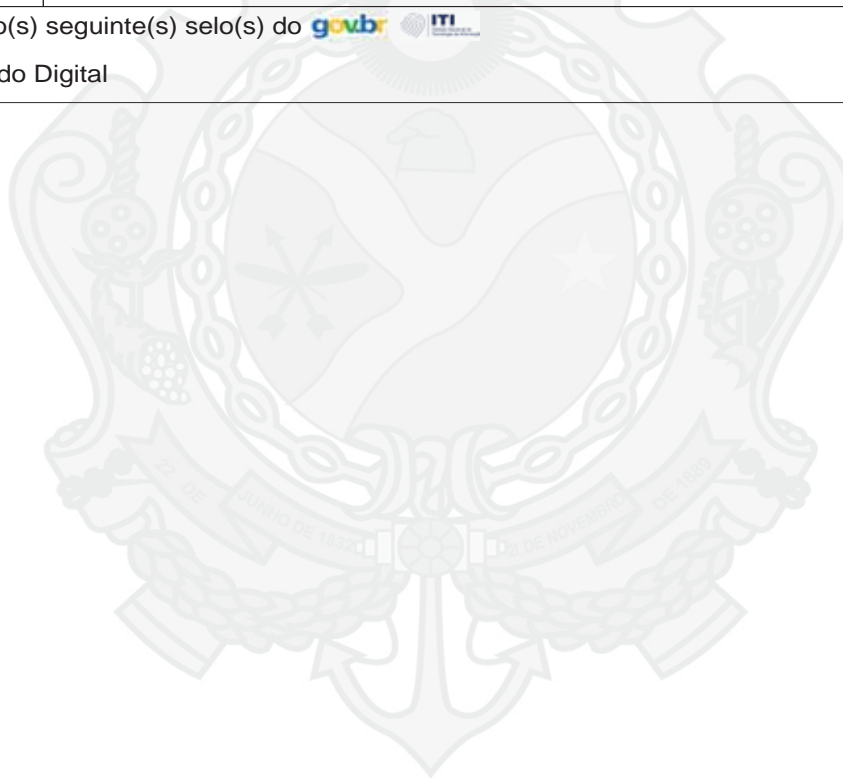 o(s) seguinte(s) selo(s) do gov.br ITI
do Digital
22 DE JUNHO DE 1832
21 DE NOVEMBRO DE 1889